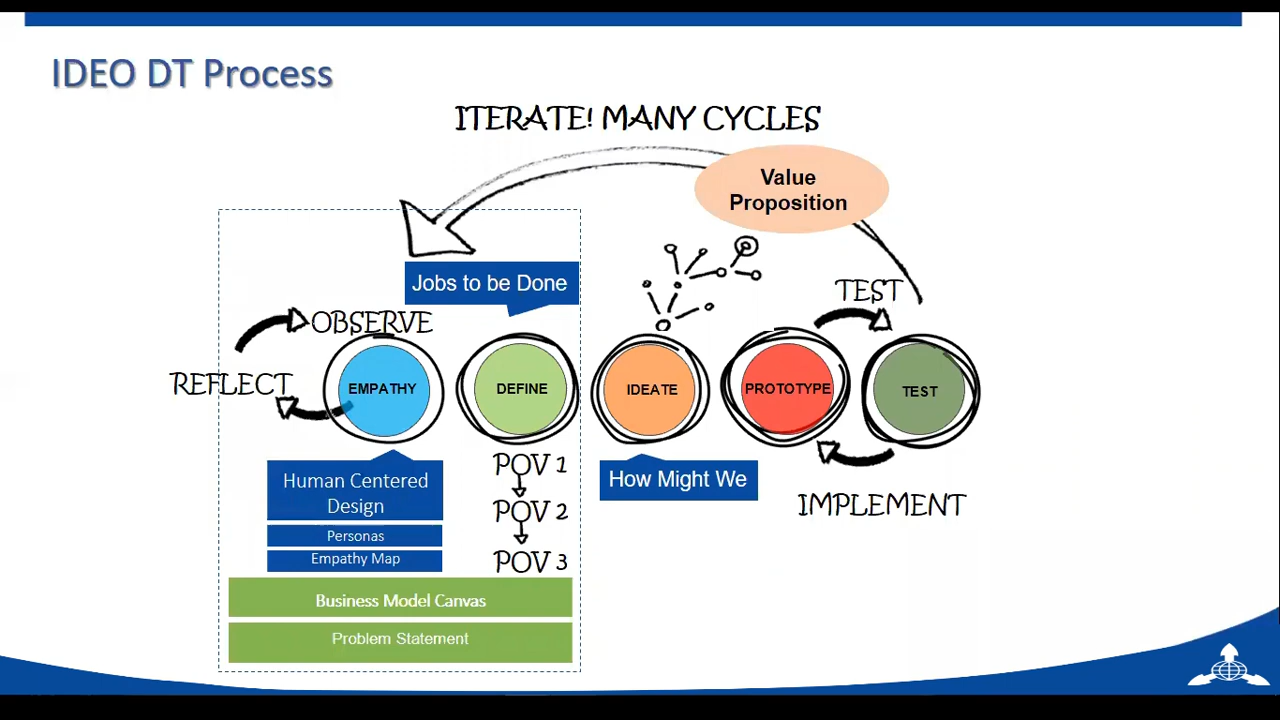 IDEO DT Process
ITERATE! MANY CYCLES
Value
Proposition
Jobs to be Done
TEST
OBSERVE
REFLECT
EMPATHY
DEFINE
IDEATE
PROTOTYPE
TEST
Human Centered
Design
Personas
Empathy Map
POV 1
POV 2
POV 3
How Might We
IMPLEMENT
Business Model Canvas
Problem Statement